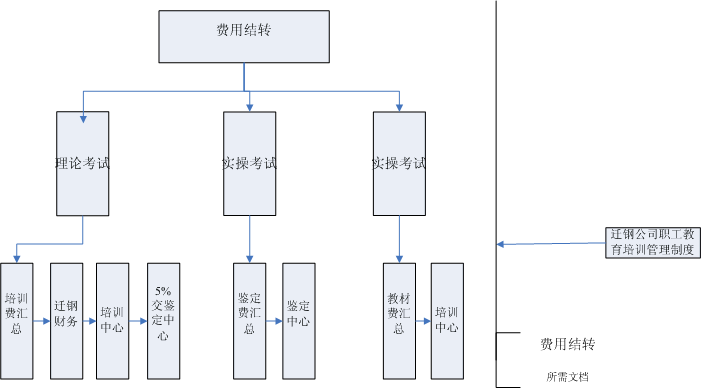 费用结转
理论考试
实操考试
实操考试
迁钢公司职工教
育培训管理制度
培训
费汇
总
迁钢
财务
培训
中心
5%
交鉴
定中
心
鉴定
费汇
总
鉴定
中心
教材
费汇
总
培训
中心
费用结转
所需文档